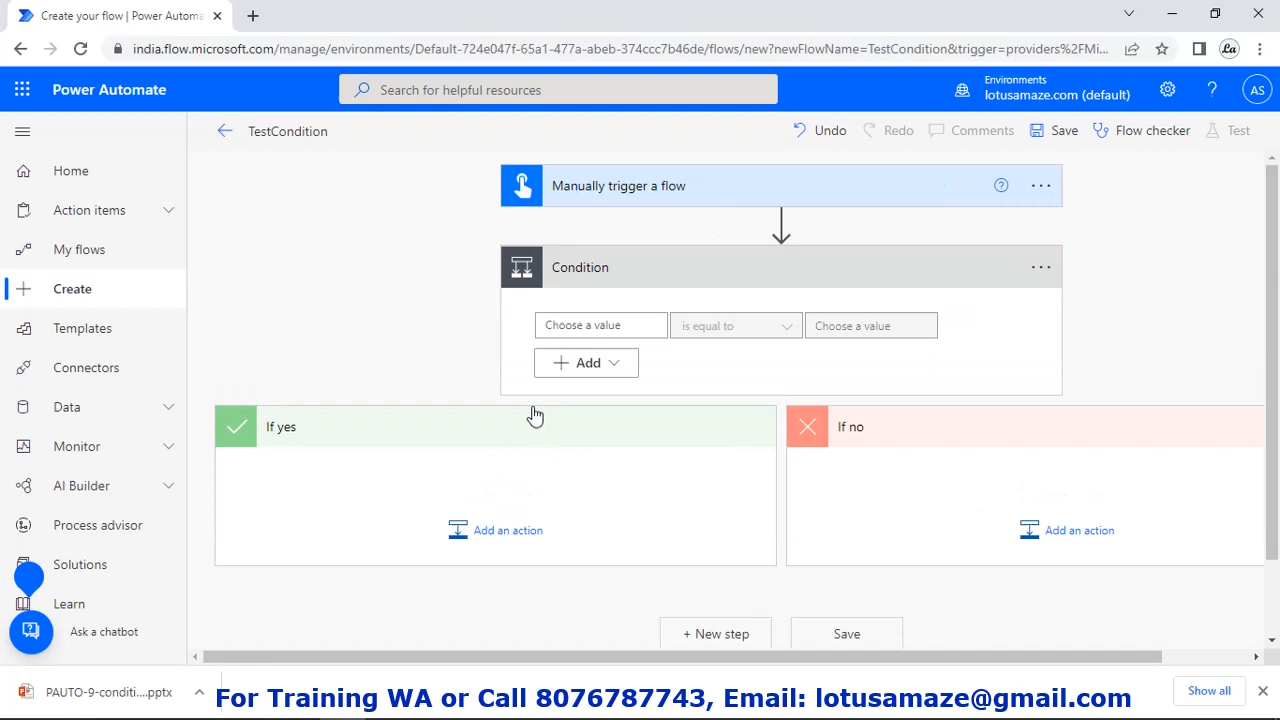 Create your flow | Power Automa
india.flow.microsoft.com/manage/environments/Default-724e047f-65a1-477a-abeb-374ccc7b46de/flows/new?newFlowName=TestCondition&trigger=providers%2FMi...
La
Power Automate
Search for helpful resources
Environments
lotusamaze.com (default)
AS
TestCondition
Undo
Redo
Comments
Save
Flow checker
Test
Home
Action items
My flows
Create
Templates
Connectors
Data
Monitor
AI Builder
Process advisor
Solutions
Learn
Ask a chatbot
Manually trigger a flow
Condition
Choose a value is equal to Choose a value
Add
If yes
If no
Add an action
Add an action
+ New step
Save
PAUTO-9-conditi....pptx
Show all
For Training WA or Call 8076787743, Email: lotusamaze@gmail.com